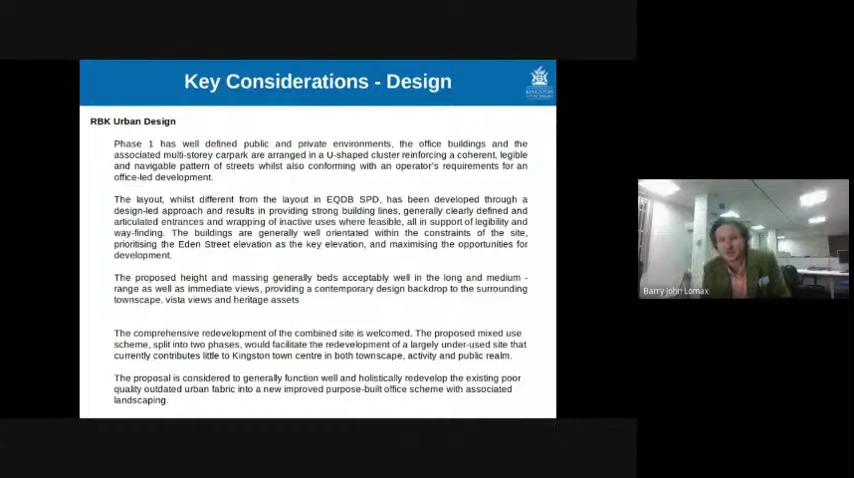 Key Considerations - Design
KINGSTON
RBK Urban Design
Phase 1 has well defined public and private environments, the office buildings and the
associated multi-storey carpark are arranged in a U-shaped cluster reinforcing a coherent, legible
and navigable pattern of streets whilst also conforming with an operator's requirements for an
office-led development.
The layout, whilst different from the layout in EQDB SPD, has been developed through a
design-led approach and results in providing strong building lines, generally clearly defined and
articulated entrances and wrapping of inactive uses where feasible, all in support of legibility and
way-finding. The buildings are generally well orientated within the constraints of the site,
prioritising the Eden Street elevation as the key elevation, and maximising the opportunities for
development.
The proposed height and massing generally beds acceptably well in the long and medium -
range as well as immediate views, providing a contemporary design backdrop to the surrounding
townscape, vista views and heritage assets
The comprehensive redevelopment of the combined site is welcomed. The proposed mixed use
scheme, split into two phases, would facilitate the redevelopment of a largely under-used site that
currently contributes little to Kingston town centre in both townscape, activity and public realm.
The proposal is considered to generally function well and holistically redevelop the existing poor
quality outdated urban fabric into a new improved purpose-built office scheme with associated
landscaping.
Barry John Lomax